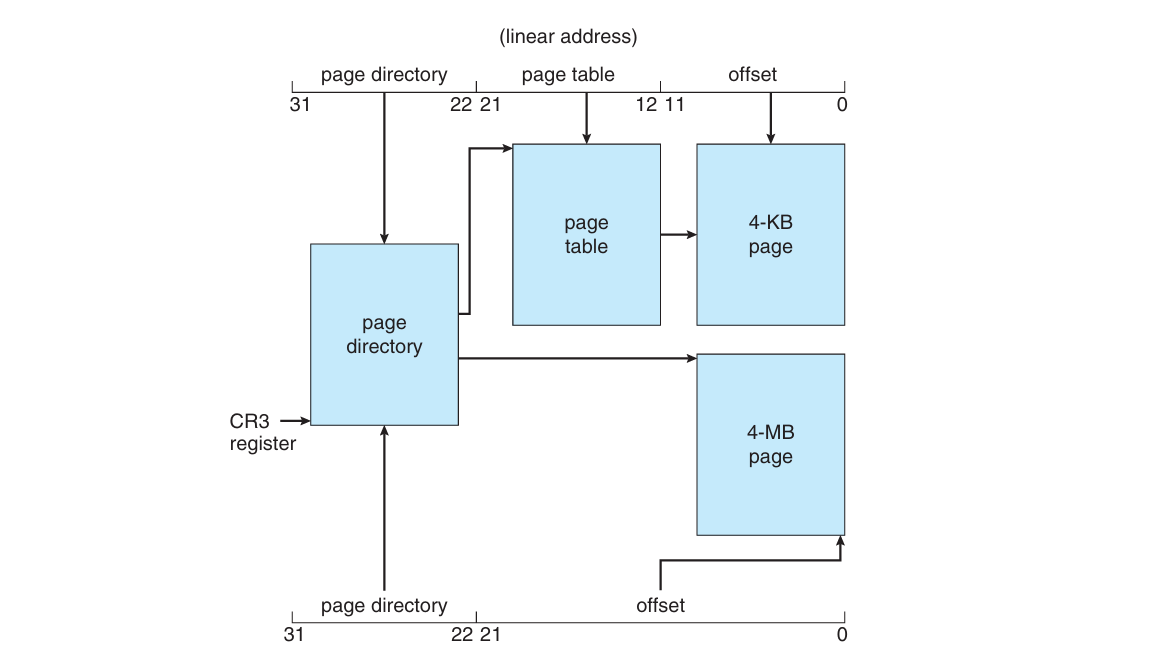 (linear address)
page directory page table offset
31 22 21 12 11 0
page
table
4-KB
page
page
directory
CR3
register
4-MB
page
page directory offset
31 22 21 0